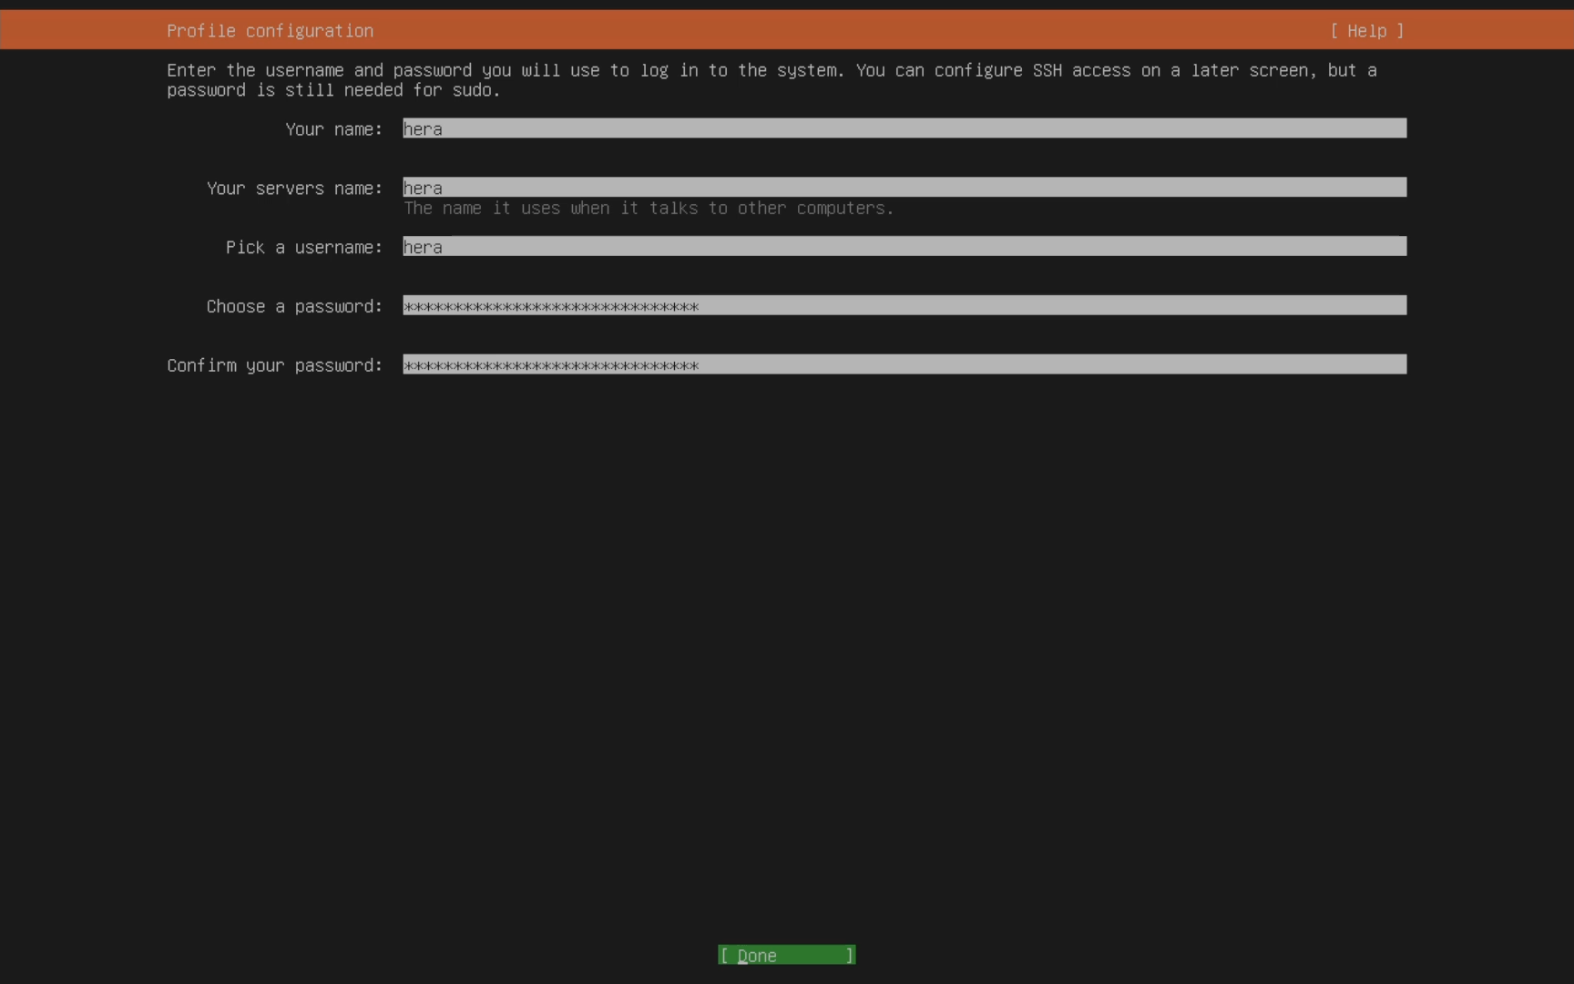 Profile configuration [ Help ]
Enter the username and password you will use to log in to the system. You can configure SSH access on a later screen, but a
password is still needed for sudo.
Your name: hera
Your servers name: hera
The name it uses when it talks to other computers.
Pick a username: hera
Choose a password: ******************************
Confirm your password: ******************************
[ Done ]